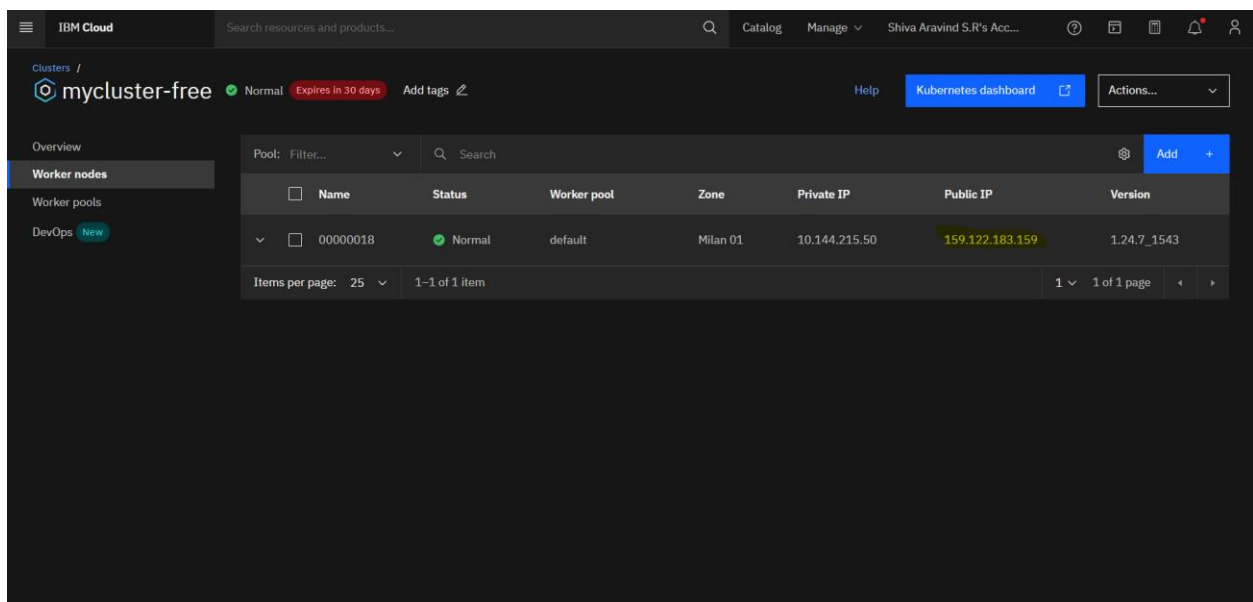 IBM Cloud Search resources and products... Catalog Manage Shiva Aravind S.R's Acc...
Clusters /
mycluster-free Normal Expires in 30 days Add tags Help Kubernetes dashboard Actions...
Overview
Worker nodes
Worker pools
DevOps New
Pool: Filter... Search Add +
Name Status Worker pool Zone Private IP Public IP Version
00000018 Normal default Milan 01 10.144.215.50 159.122.183.159 1.24.7_1543
Items per page: 25 1–1 of 1 item 1 1 of 1 page